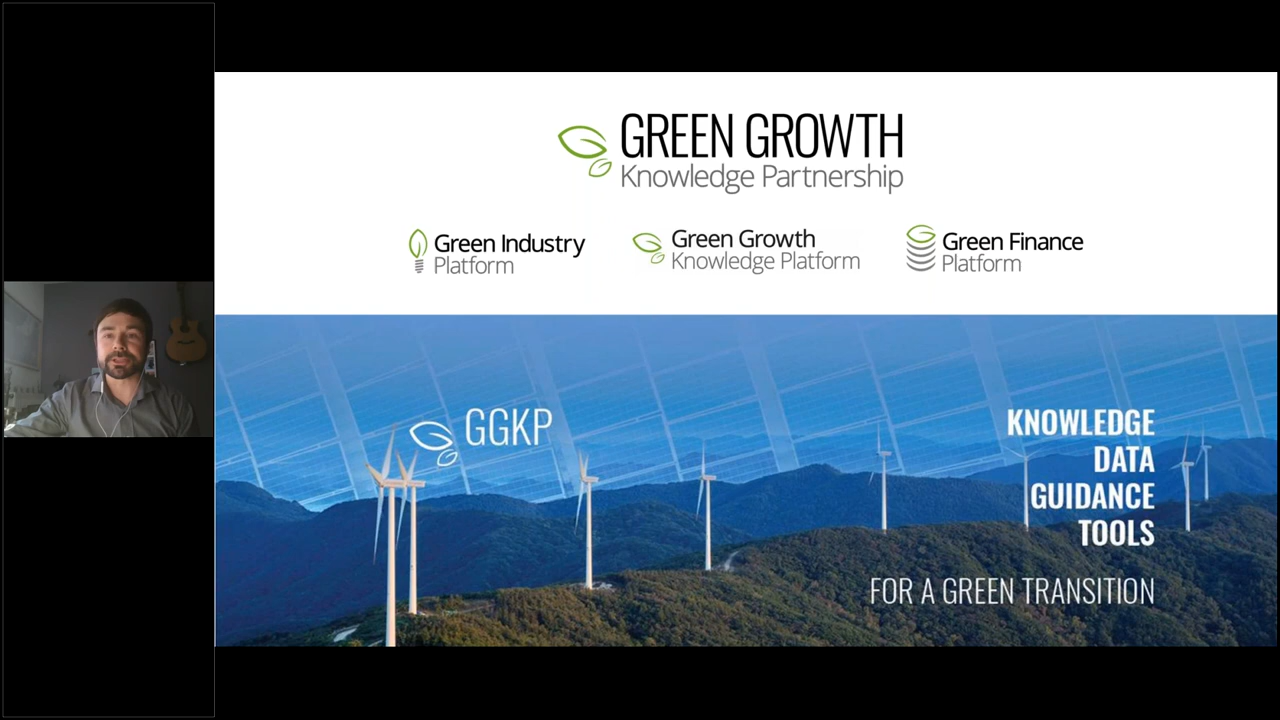 GREEN GROWTH
Knowledge Partnership
Green Industry
Platform
Green Growth
Knowledge Platform
Green Finance
Platform
GGKP
KNOWLEDGE
DATA
GUIDANCE
TOOLS
FOR A GREEN TRANSITION